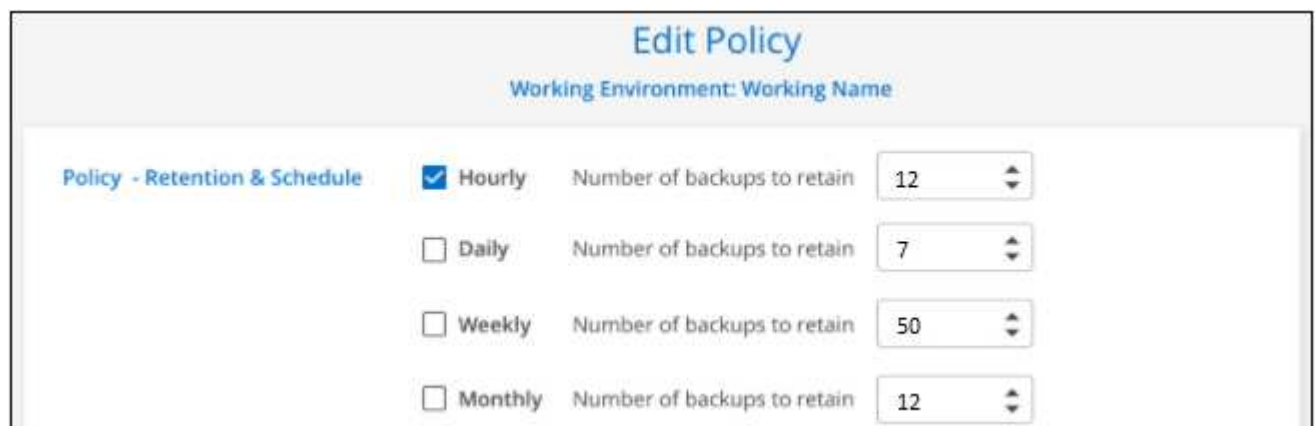 Edit Policy
Working Environment: Working Name
Policy - Retention & Schedule Hourly Number of backups to retain 12
Daily Number of backups to retain 7
Weekly Number of backups to retain 50
Monthly Number of backups to retain 12